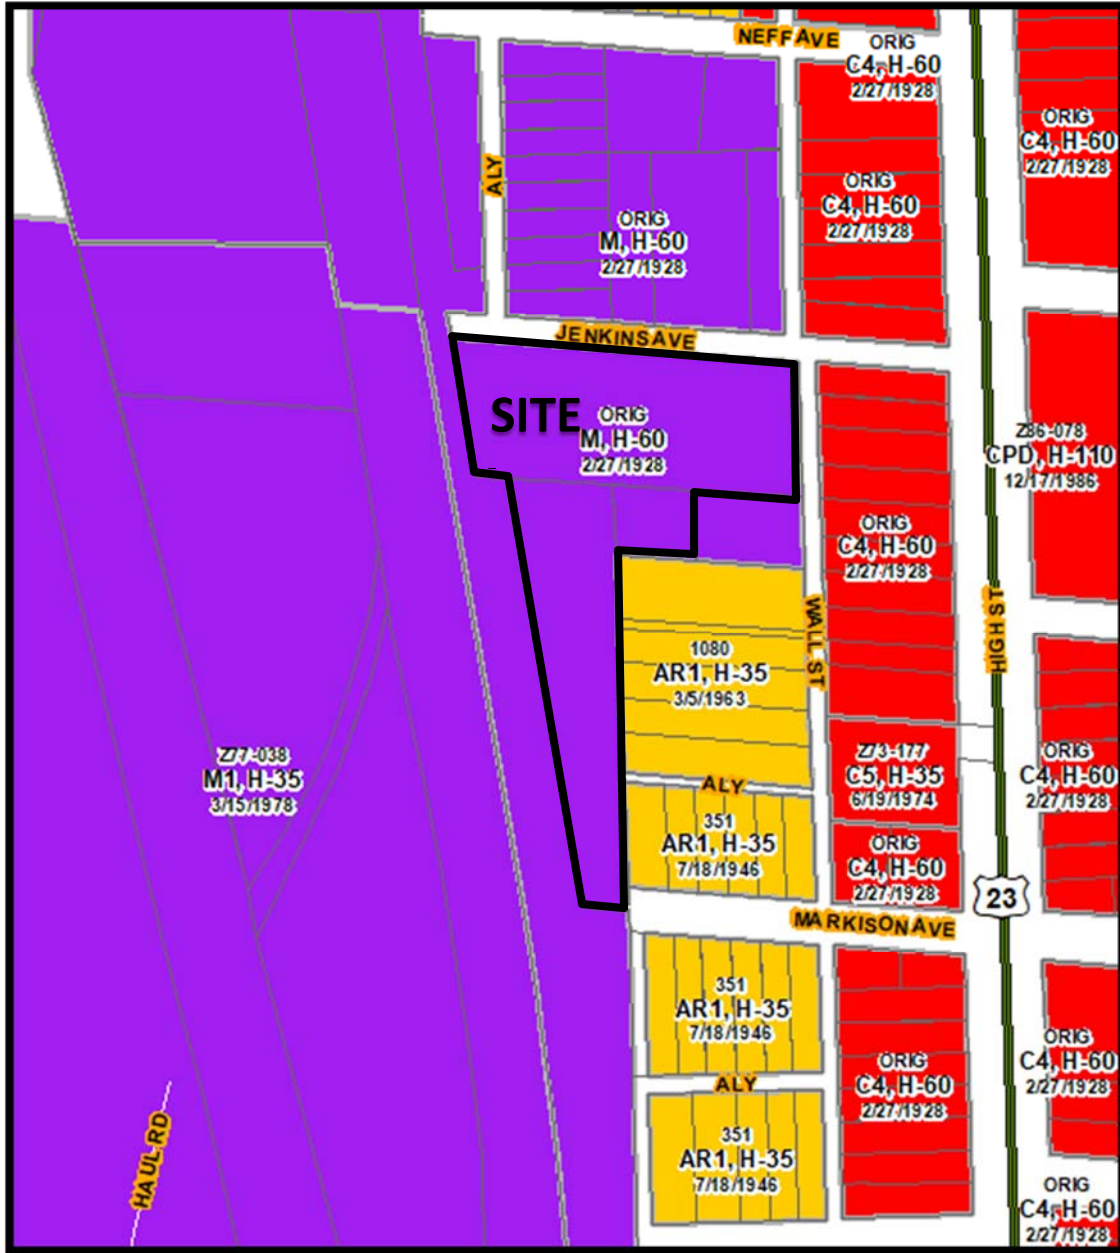 NEFF AVE
ORIG
C4, H-60
2/27/1928
ORIG
C4, H-60
2/27/1928
ALY
ORIG
C4, H-60
2/27/1928
ORIG
M, H-60
2/27/1928
JENKINS AVE
SITE
ORIG
M, H-60
2/27/1928
Z86-078
CPD, H-110
12/17/1986
ORIG
C4, H-60
2/27/1928
WALL ST
HIGH ST
1080
AR1, H-35
3/5/1963
Z77-038
M1, H-35
3/15/1978
Z73-177
C5, H-35
6/19/1974
ORIG
C4, H-60
2/27/1928
ALY
351
AR1, H-35
7/18/1946
ORIG
C4, H-60
2/27/1928
23
MARKISON AVE
351
AR1, H-35
7/18/1946
ORIG
C4, H-60
2/27/1928
ORIG
C4, H-60
2/27/1928
ALY
HAUL RD
351
AR1, H-35
7/18/1946
ORIG
C4, H-60
2/27/1928